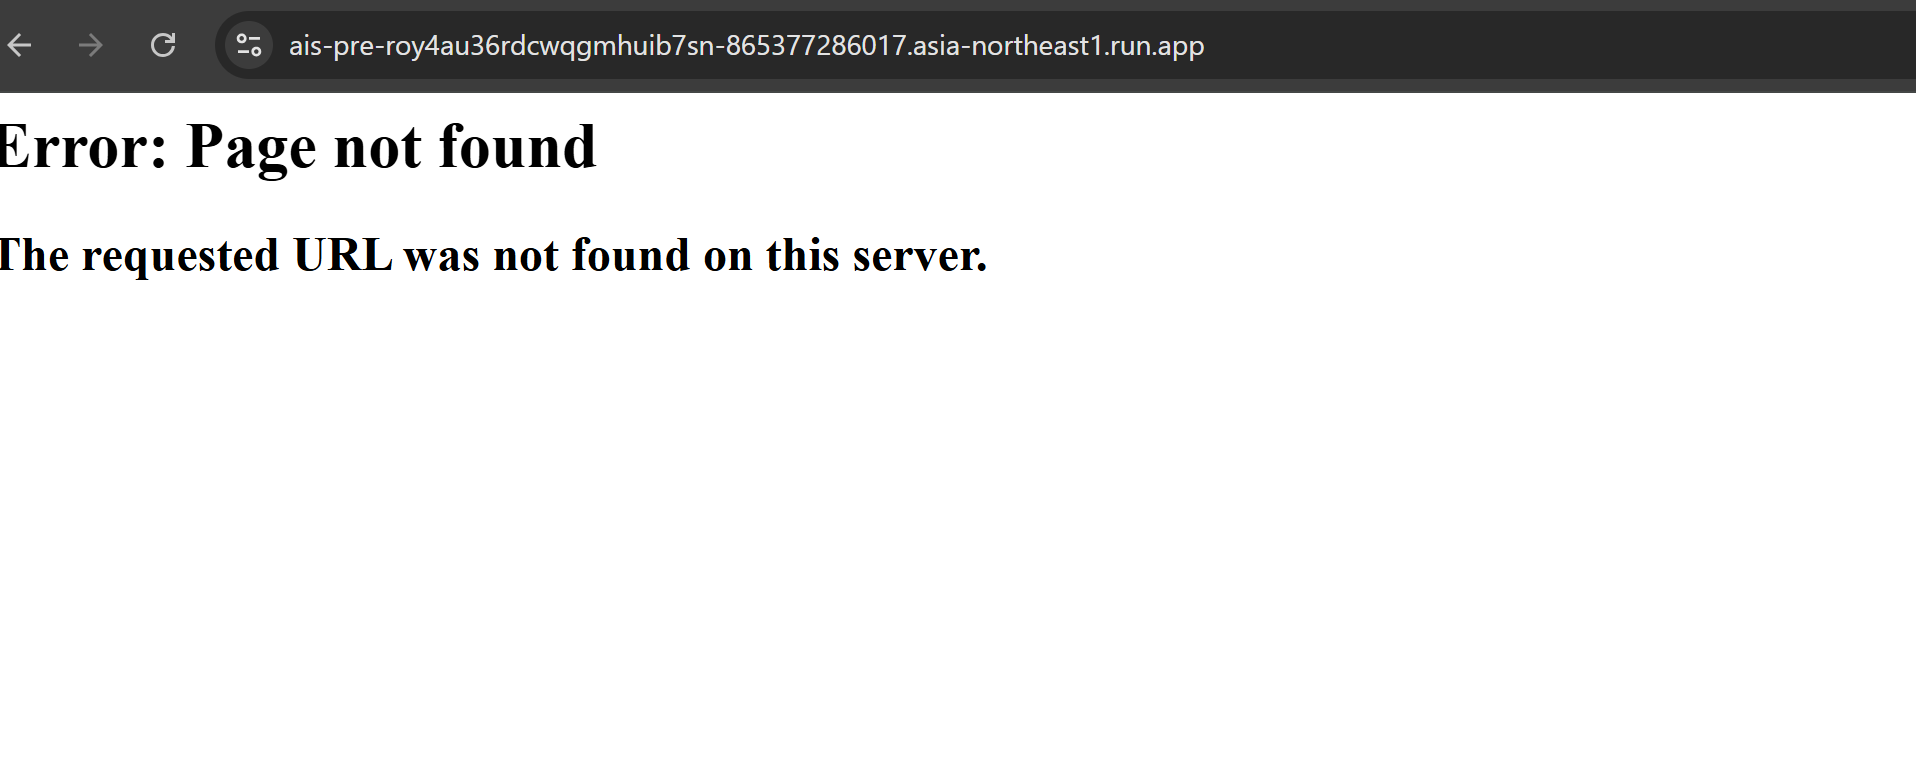 ais-pre-roy4au36rdcwqgmhuib7sn-865377286017.asia-northeast1.run.app
Error: Page not found
The requested URL was not found on this server.